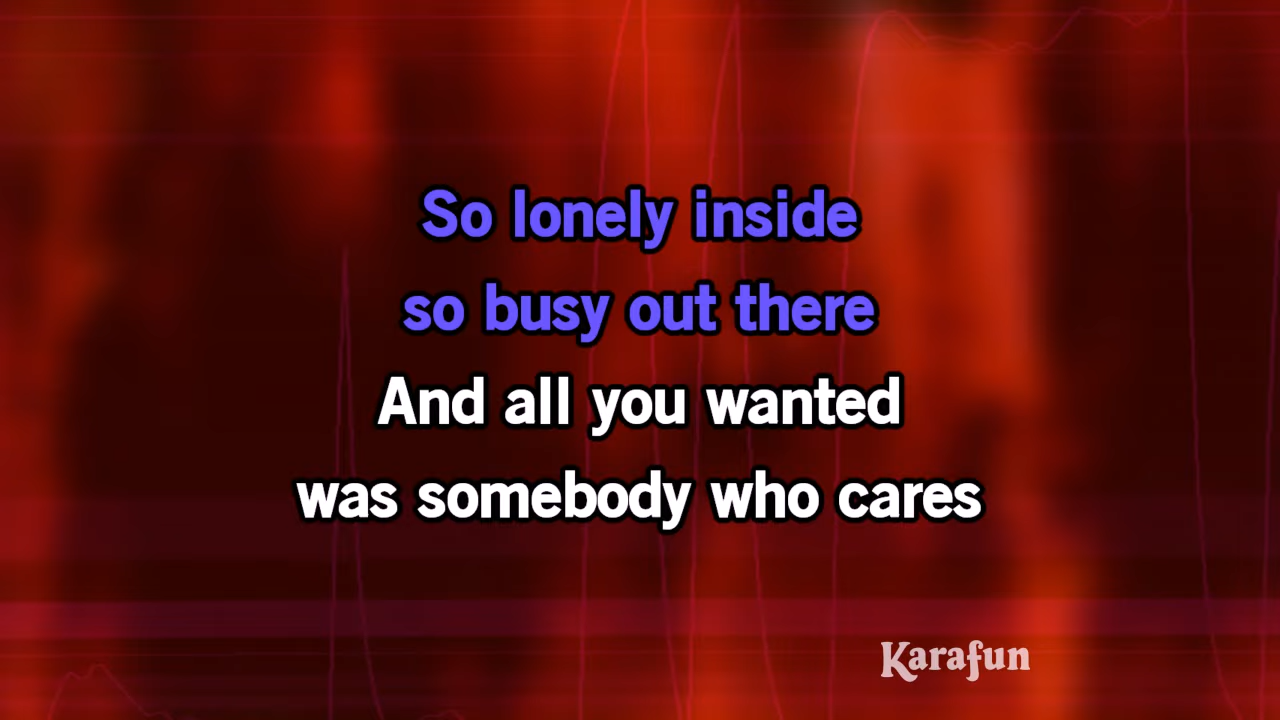 So lonely inside
so busy out there
And all you wanted
was somebody who cares
Karafun